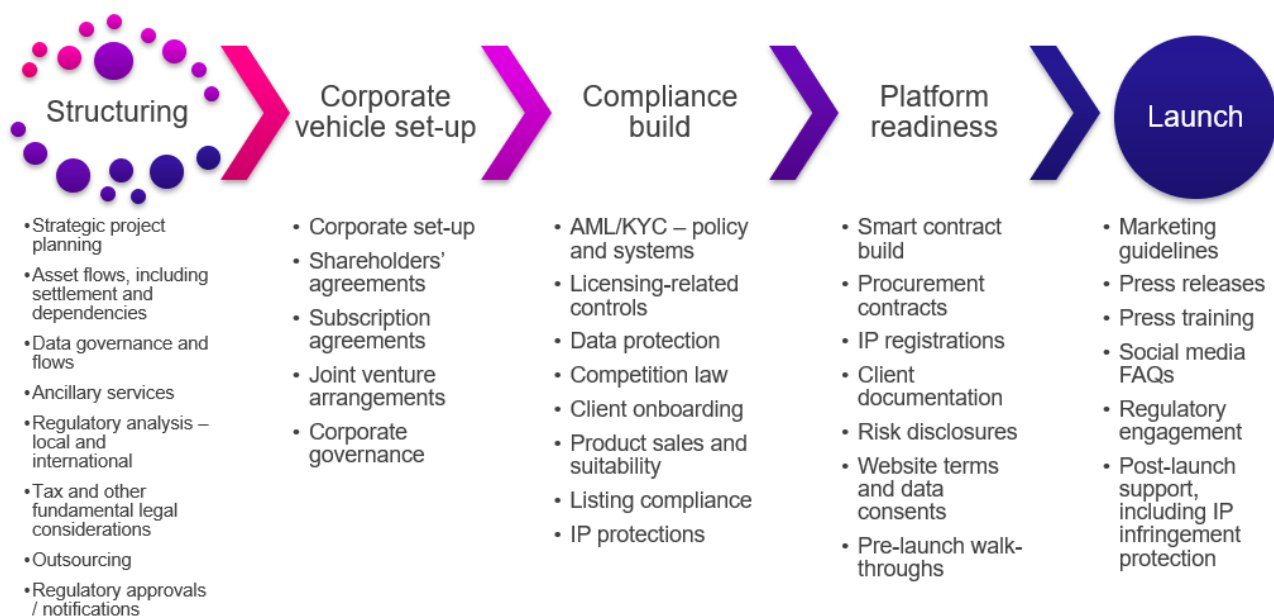 Structuring
Corporate
vehicle set-up
Compliance
build
Platform
readiness
Launch
•Strategic project
planning
•Asset flows, including
settlement and
dependencies
•Data governance and
flows
•Ancillary services
•Regulatory analysis –
local and
international
•Tax and other
fundamental legal
considerations
•Outsourcing
•Regulatory approvals
/ notifications
• Corporate set-up
• Shareholders’
agreements
• Subscription
agreements
• Joint venture
arrangements
• Corporate
governance
• AML/KYC – policy
and systems
• Licensing-related
controls
• Data protection
• Competition law
• Client onboarding
• Product sales and
suitability
• Listing compliance
• IP protections
• Smart contract
build
• Procurement
contracts
• IP registrations
• Client
documentation
• Risk disclosures
• Website terms
and data
consents
• Pre-launch walk-
throughs
• Marketing
guidelines
• Press releases
• Press training
• Social media
FAQs
• Regulatory
engagement
• Post-launch
support,
including IP
infringement
protection